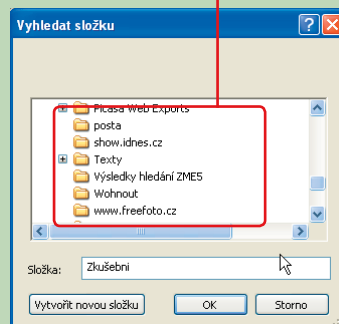 Vyhledat složku
Picasa Web Exports
posta
show.idnes.cz
Texty
Výsledky hledání ZME5
Wohnout
www.freefoto.cz
Složka: Zkušebni
Vytvořit novou složku OK Storno